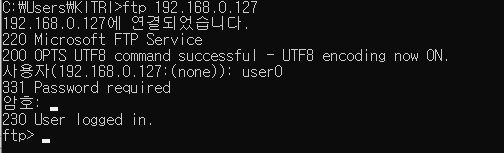 C:\Users\KITRI>ftp 192.168.0.127
192.168.0.127에 연결되었습니다.
220 Microsoft FTP Service
200 OPTS UTF8 command successful - UTF8 encoding now ON.
사용자(192.168.0.127:(none)): user0
331 Password required
암호:
230 User logged in.
ftp>